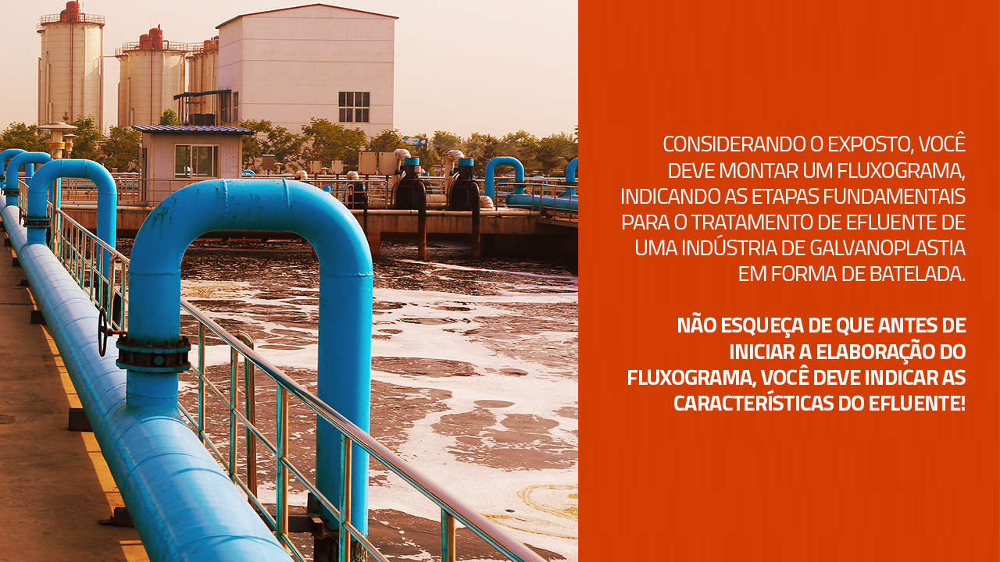 CONSIDERANDO O EXPOSTO, VOCÊ
DEVE MONTAR UM FLUXOGRAMA,
INDICANDO AS ETAPAS FUNDAMENTAIS
PARA O TRATAMENTO DE EFLUENTE DE
UMA INDÚSTRIA DE GALVANOPLASTIA
EM FORMA DE BATELADA.
NÃO ESQUEÇA DE QUE ANTES DE
INICIAR A ELABORAÇÃO DO
FLUXOGRAMA, VOCÊ DEVE INDICAR AS
CARACTERÍSTICAS DO EFLUENTE!